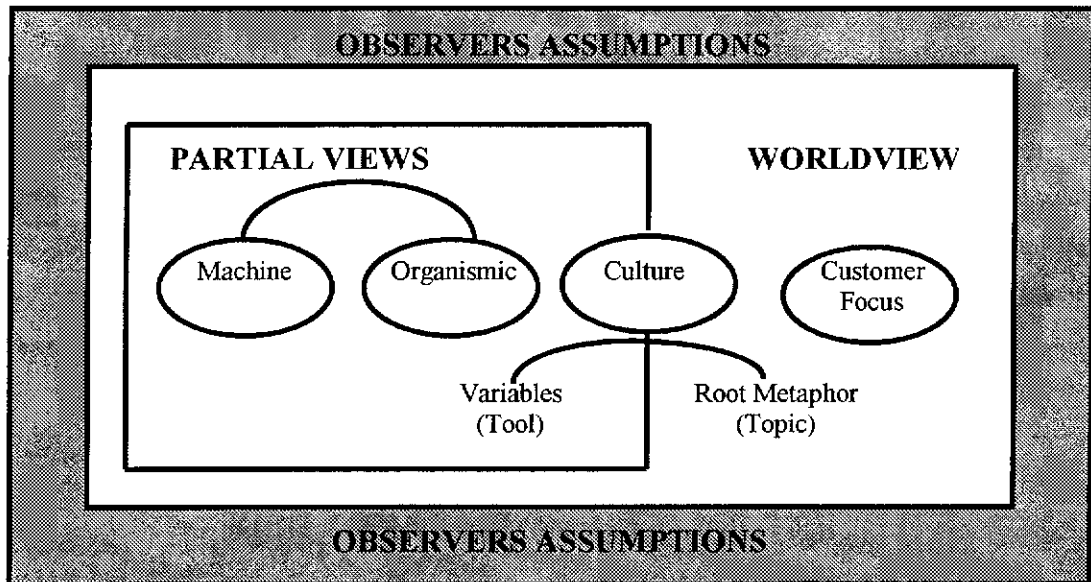 OBSERVERS ASSUMPTIONS
PARTIAL VIEWS
WORLDVIEW
Machine
Organismic
Culture
Customer
Focus
Variables
(Tool)
Root Metaphor
(Topic)
OBSERVERS ASSUMPTIONS